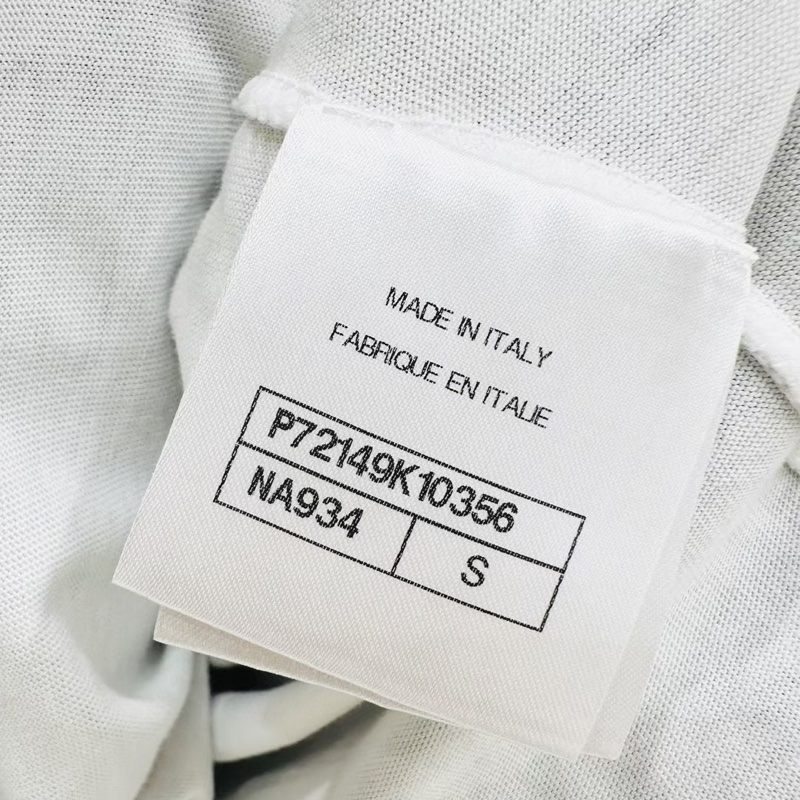 MADE IN ITALY
FABRIQUE EN ITALIE
P72149K10356
NA934 S